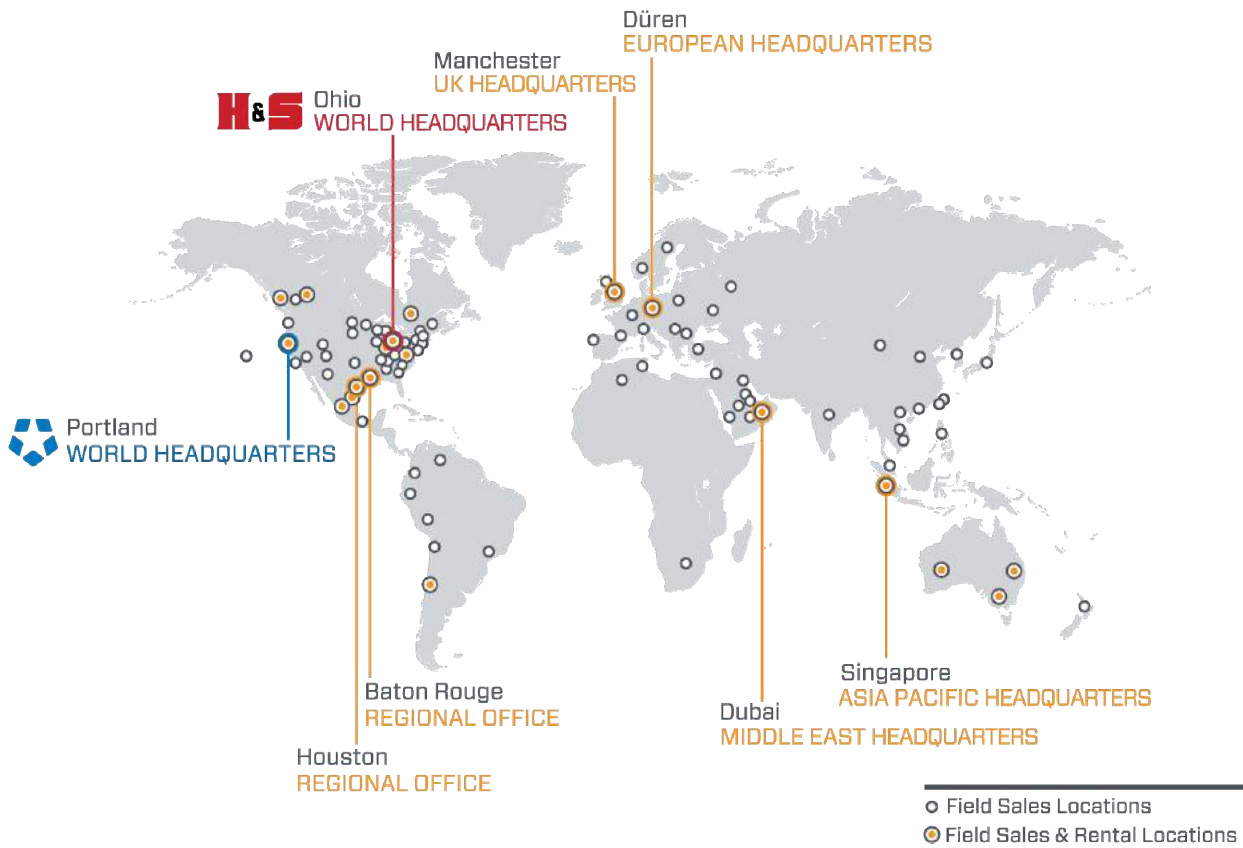 Düren
EUROPEAN HEADQUARTERS
Manchester
UK HEADQUARTERS
H&S
Ohio
WORLD HEADQUARTERS
Portland
WORLD HEADQUARTERS
Baton Rouge
REGIONAL OFFICE
Houston
REGIONAL OFFICE
Singapore
ASIA PACIFIC HEADQUARTERS
Dubai
MIDDLE EAST HEADQUARTERS
Field Sales Locations
Field Sales & Rental Locations